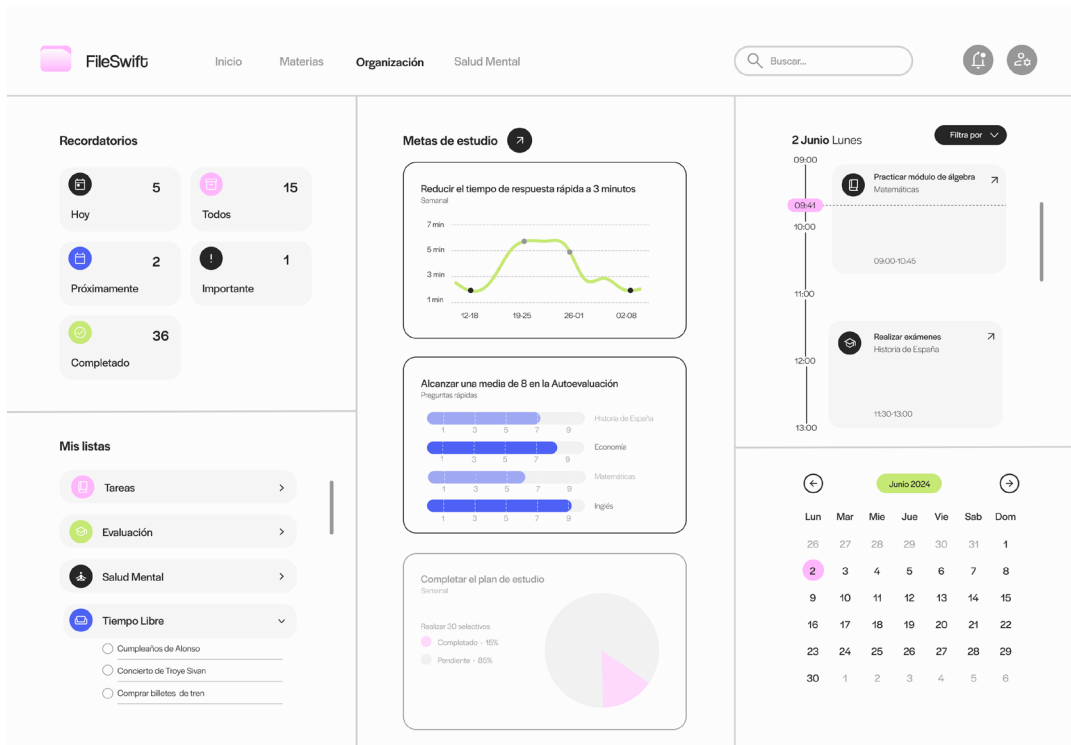 FileSwift
Inicio
Materias
Organización
Salud Mental
Buscar...
Recordatorios
5
Hoy
15
Todos
2
Próximamente
1
Importante
36
Completado
Mis listas
Tareas
Evaluación
Salud Mental
Tiempo Libre
Cumpleaños de Alonso
Concierto de Troye Sivan
Comprar billetes de tren
Metas de estudio
Reducir el tiempo de respuesta rápida a 3 minutos
Semanal
7 min
5 min
3 min
1 min
12-18 19-25 26-01 02-08
Alcanzar una media de 8 en la Autoevaluación
Preguntas rápidas
Historia de España
1 3 5 7 9
Economía
1 3 5 7 9
Matemáticas
1 3 5 7 9
Inglés
1 3 5 7 9
Completar el plan de estudio
Semanal
Realizar 30 selectivos
Completado - 15%
Pendiente - 85%
2 Junio Lunes
Filtra por
09:00
Practicar módulo de álgebra
Matemáticas
09:41
10:00
09:00-10:45
11:00
Realizar exámenes
Historia de España
12:00
11:30-13:00
13:00
Junio 2024
Lun Mar Mie Jue Vie Sab Dom
26 27 28 29 30 31 1
2 3 4 5 6 7 8
9 10 11 12 13 14 15
16 17 18 19 20 21 22
23 24 25 26 27 28 29
30 1 2 3 4 5 6